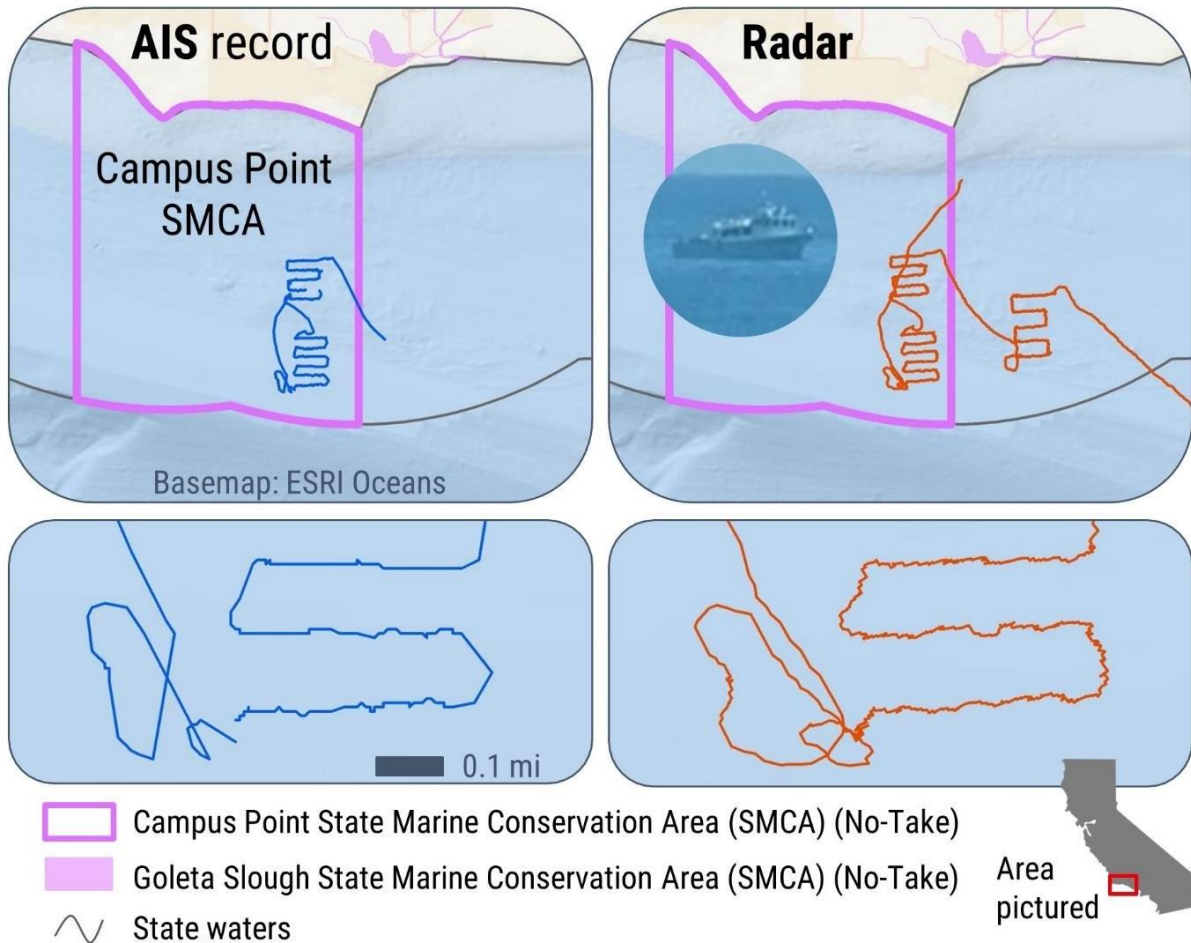 AIS record
Radar
Campus Point
SMCA
Basemap: ESRI Oceans
0.1 mi
Campus Point State Marine Conservation Area (SMCA) (No-Take)
Goleta Slough State Marine Conservation Area (SMCA) (No-Take)
State waters
Area
pictured